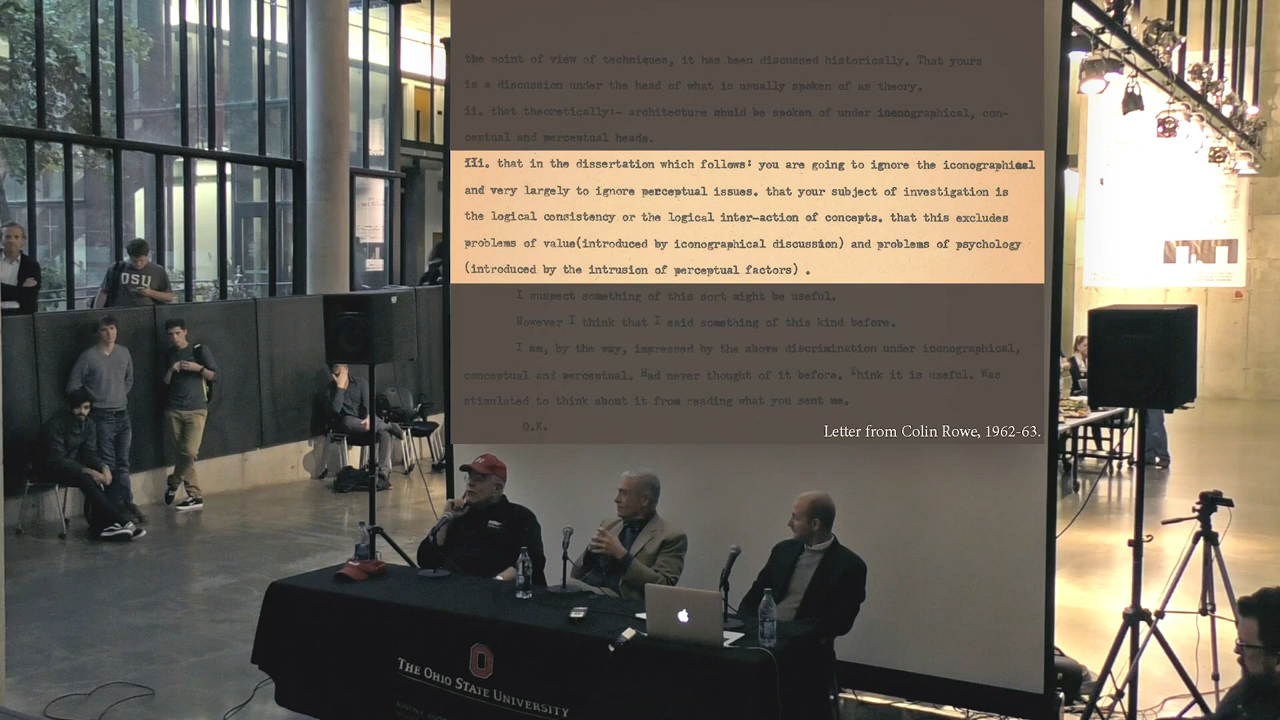 the point of view of techniques, it has been discussed historically. That yours
is a discussion under the head of what is usually spoken of as theory.
ii. that theoretically:- architecture shuld be spoken of under inonographical, con-
ceptual and perceptual heads.
III. that in the dissertation which follows: you are going to ignore the iconographical
and very largely to ignore perceptual issues. that your subject of investigation is
the logical consistency or the logical inter-action of concepts. that this excludes
problems of value(introduced by iconographical discussion) and problems of psychology
(introduced by the intrusion of perceptual factors) .
I suspect something of this sort might be useful.
However I think that I said something of this kind before.
I am, by the way, impressed by the above discrimination under inonographical,
conceptual and perceptual. Had never thought of it before. Think it is useful. Was
stimulated to think about it from reading what you sent me.
O.K.
Letter from Colin Rowe, 1962-63.
OSU
THE OHIO STATE UNIVERSITY